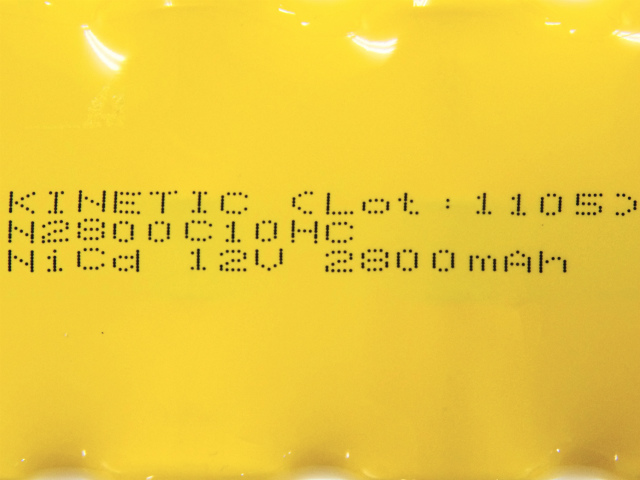 KINETIC (Lot:1105)
N2800C10HC
NiCd 12V 2800mAh